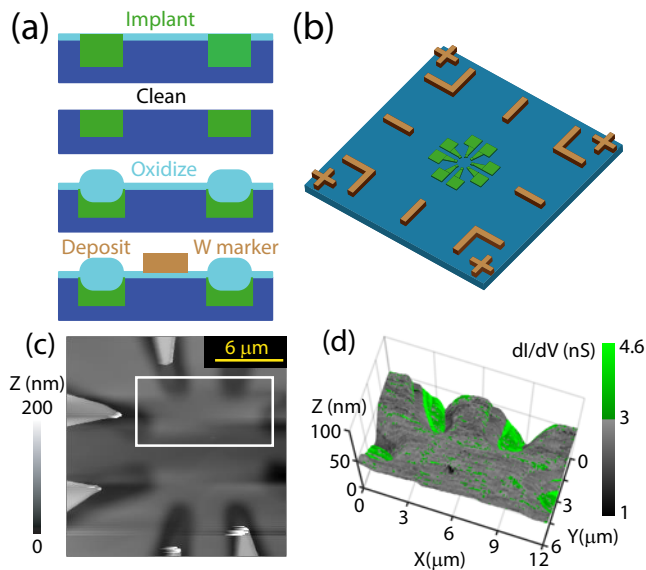 (a)
Implant
Clean
Oxidize
Deposit W marker
(b)
(c)
Z (nm)
200
0
6 μm
(d)
dI/dV (nS)
4.6
3
1
Z (nm)
100
50
0
0
3
6
9
12
X(μm)
0
3
6
Y(μm)